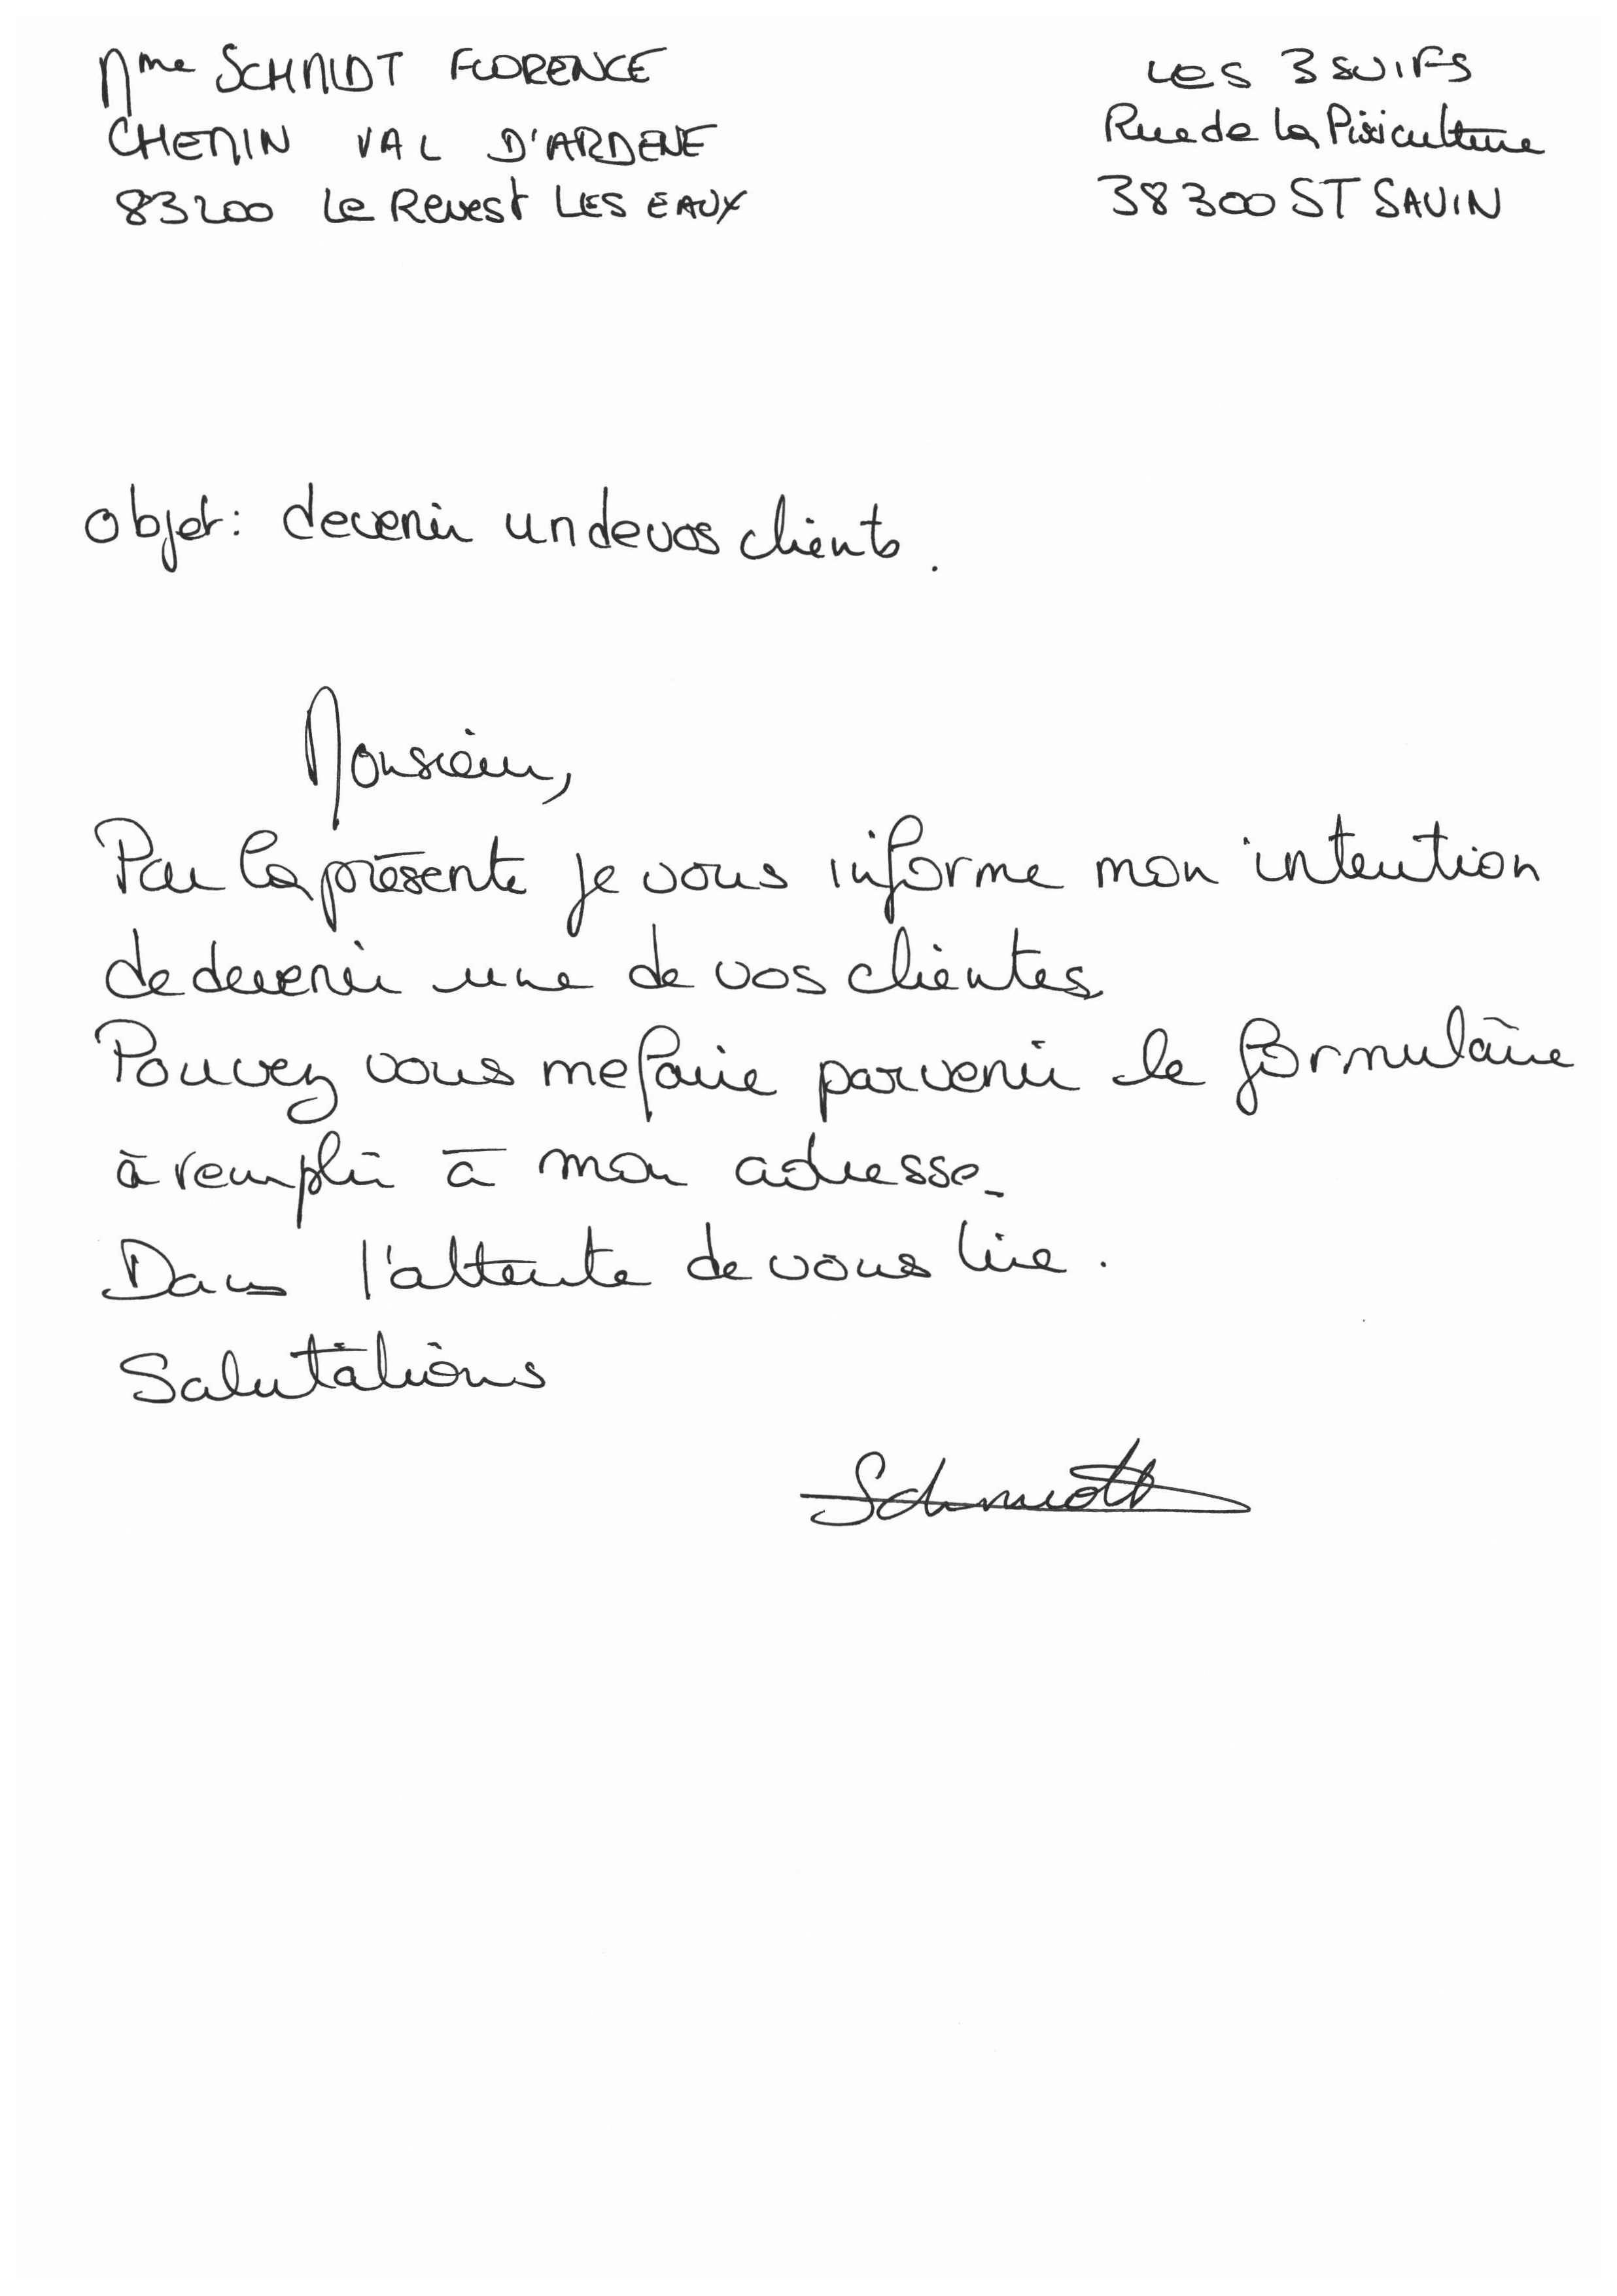 Mme SCHMIDT FLORENCE
CHEMIN VAL D'ARDENE
83200 Le Revest LES EAUX
LES 3 SUIFS
Rue de la Pisiculture
38300 ST SAVIN
Objet : devenir un de vos clients.
Monsieur,
Par la présente je vous informe mon intention
de devenir une de vos clientes
Pouvez vous me faire parvenir le formulaire
à remplir à mon adresse.
Dans l'attente de vous lire.
Salutations
Schmidt